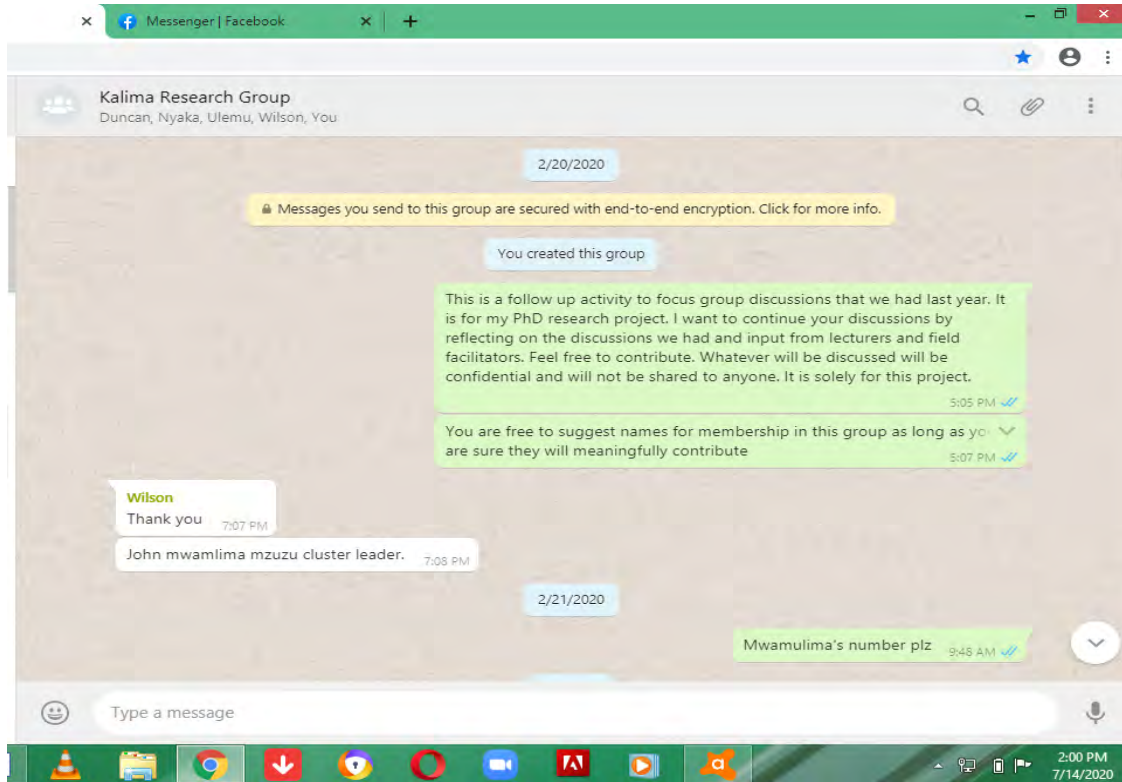 Messenger | Facebook
Kalima Research Group
Duncan, Nyaka, Ulemu, Wilson, You
2/20/2020
Messages you send to this group are secured with end-to-end encryption. Click for more info.
You created this group
This is a follow up activity to focus group discussions that we had last year. It
is for my PhD research project. I want to continue your discussions by
reflecting on the discussions we had and input from lecturers and field
facilitators. Feel free to contribute. Whatever will be discussed will be
confidential and will not be shared to anyone. It is solely for this project.
5:05 PM
You are free to suggest names for membership in this group as long as yo
are sure they will meaningfully contribute
5:07 PM
Wilson
Thank you 7:07 PM
John mwamlima mzuzu cluster leader. 7:08 PM
2/21/2020
Mwamulima's number plz 9:48 AM
Type a message
2:00 PM
7/14/2020